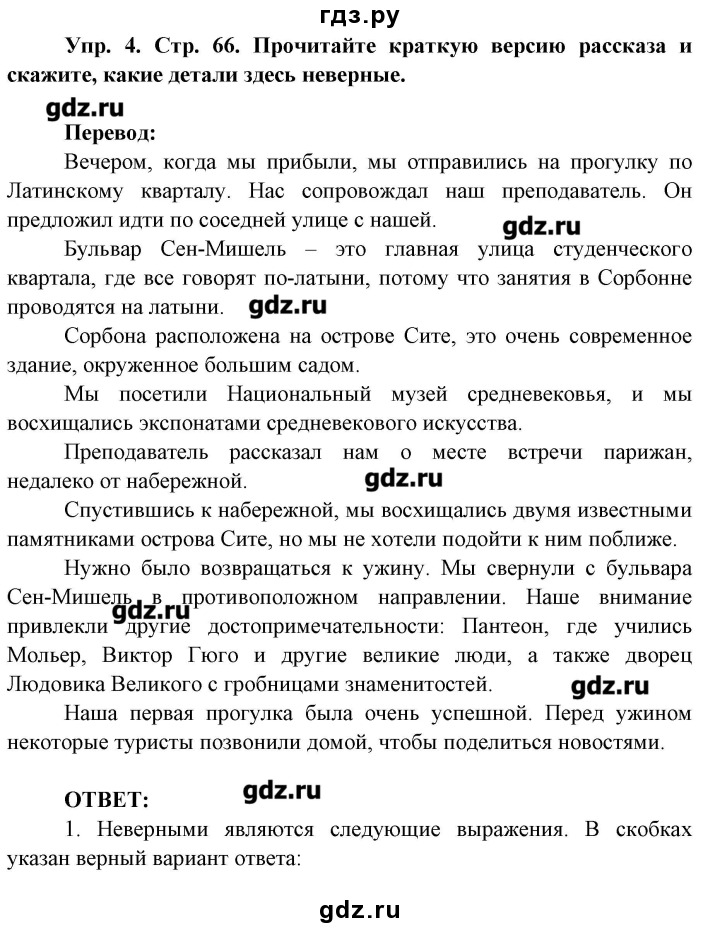 гдз.ру
Упр. 4. Стр. 66. Прочитайте краткую версию рассказа и
скажите, какие детали здесь неверные.
gdz.ru
Перевод:
Вечером, когда мы прибыли, мы отправились на прогулку по
Латинскому кварталу. Нас сопровождал наш преподаватель. Он
предложил идти по соседней улице с нашей.
gdz.ru
Бульвар Сен-Мишель – это главная улица студенческого
квартала, где все говорят по-латыни, потому что занятия в Сорбонне
проводятся на латыни.
gdz.ru
Сорбона расположена на острове Сите, это очень современное
здание, окруженное большим садом.
Мы посетили Национальный музей средневековья, и мы
восхищались экспонатами средневекового искусства.
Преподаватель рассказал нам о месте встречи парижан,
недалеко от набережной.
gdz.ru
Спустившись к набережной, мы восхищались двумя известными
памятниками острова Сите, но мы не хотели подойти к ним поближе.
Нужно было возвращаться к ужину. Мы свернули с бульвара
Сен-Мишель в противоположном направлении. Наше внимание
gdz.ru
привлекли другие достопримечательности: Пантеон, где учились
Мольер, Виктор Гюго и другие великие люди, а также дворец
Людовика Великого с гробницами знаменитостей.
gdz.ru
Наша первая прогулка была очень успешной. Перед ужином
некоторые туристы позвонили домой, чтобы поделиться новостями.
gdz.ru
ОТВЕТ:
1. Неверными являются следующие выражения. В скобках
указан верный вариант ответа:
gdz.ru